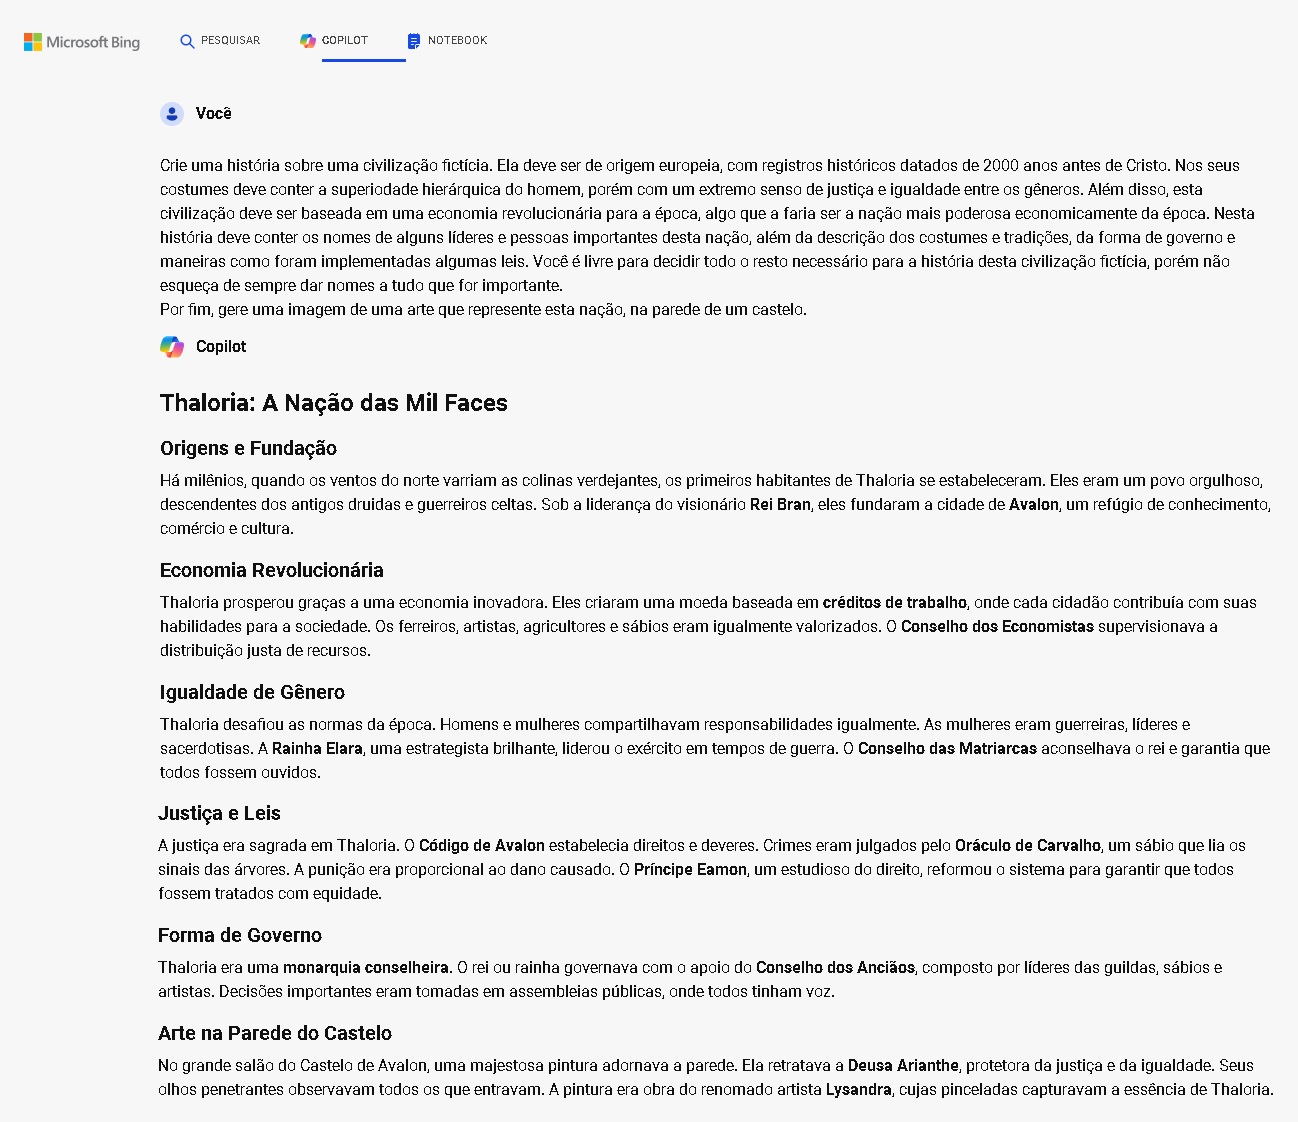 Microsoft Bing
PESQUISAR
COPILOT
NOTEBOOK
Você
Crie uma história sobre uma civilização fictícia. Ela deve ser de origem europeia, com registros históricos datados de 2000 anos antes de Cristo. Nos seus
costumes deve conter a superiodade hierárquica do homem, porém com um extremo senso de justiça e igualdade entre os gêneros. Além disso, esta
civilização deve ser baseada em uma economia revolucionária para a época, algo que a faria ser a nação mais poderosa economicamente da época. Nesta
história deve conter os nomes de alguns líderes e pessoas importantes desta nação, além da descrição dos costumes e tradições, da forma de governo e
maneiras como foram implementadas algumas leis. Você é livre para decidir todo o resto necessário para a história desta civilização fictícia, porém não
esqueça de sempre dar nomes a tudo que for importante.
Por fim, gere uma imagem de uma arte que represente esta nação, na parede de um castelo.
Copilot
Thaloria: A Nação das Mil Faces
Origens e Fundação
Há milênios, quando os ventos do norte varriam as colinas verdejantes, os primeiros habitantes de Thaloria se estabeleceram. Eles eram um povo orgulhoso,
descendentes dos antigos druidas e guerreiros celtas. Sob a liderança do visionário Rei Bran, eles fundaram a cidade de Avalon, um refúgio de conhecimento,
comércio e cultura.
Economia Revolucionária
Thaloria prosperou graças a uma economia inovadora. Eles criaram uma moeda baseada em créditos de trabalho, onde cada cidadão contribuía com suas
habilidades para a sociedade. Os ferreiros, artistas, agricultores e sábios eram igualmente valorizados. O Conselho dos Economistas supervisionava a
distribuição justa de recursos.
Igualdade de Gênero
Thaloria desafiou as normas da época. Homens e mulheres compartilhavam responsabilidades igualmente. As mulheres eram guerreiras, líderes e
sacerdotisas. A Rainha Elara, uma estrategista brilhante, liderou o exército em tempos de guerra. O Conselho das Matriarcas aconselhava o rei e garantia que
todos fossem ouvidos.
Justiça e Leis
A justiça era sagrada em Thaloria. O Código de Avalon estabelecia direitos e deveres. Crimes eram julgados pelo Oráculo de Carvalho, um sábio que lia os
sinais das árvores. A punição era proporcional ao dano causado. O Príncipe Eamon, um estudioso do direito, reformou o sistema para garantir que todos
fossem tratados com equidade.
Forma de Governo
Thaloria era uma monarquia conselheira. O rei ou rainha governava com o apoio do Conselho dos Anciãos, composto por líderes das guildas, sábios e
artistas. Decisões importantes eram tomadas em assembleias públicas, onde todos tinham voz.
Arte na Parede do Castelo
No grande salão do Castelo de Avalon, uma majestosa pintura adornava a parede. Ela retratava a Deusa Arianthe, protetora da justiça e da igualdade. Seus
olhos penetrantes observavam todos os que entravam. A pintura era obra do renomado artista Lysandra, cujas pinceladas capturavam a essência de Thaloria.